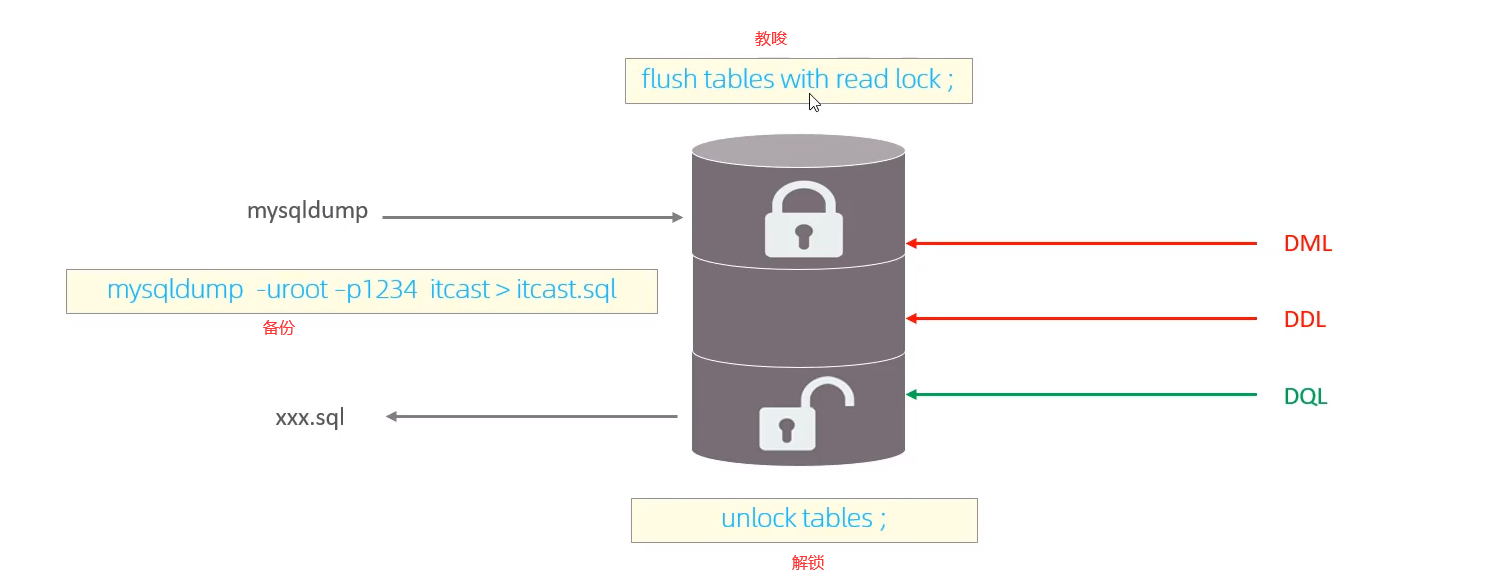 教唆
flush tables with read lock ;
mysqldump
DML
mysqldump -uroot –p1234 itcast > itcast.sql
备份
DDL
DQL
xxx.sql
unlock tables ;
解锁